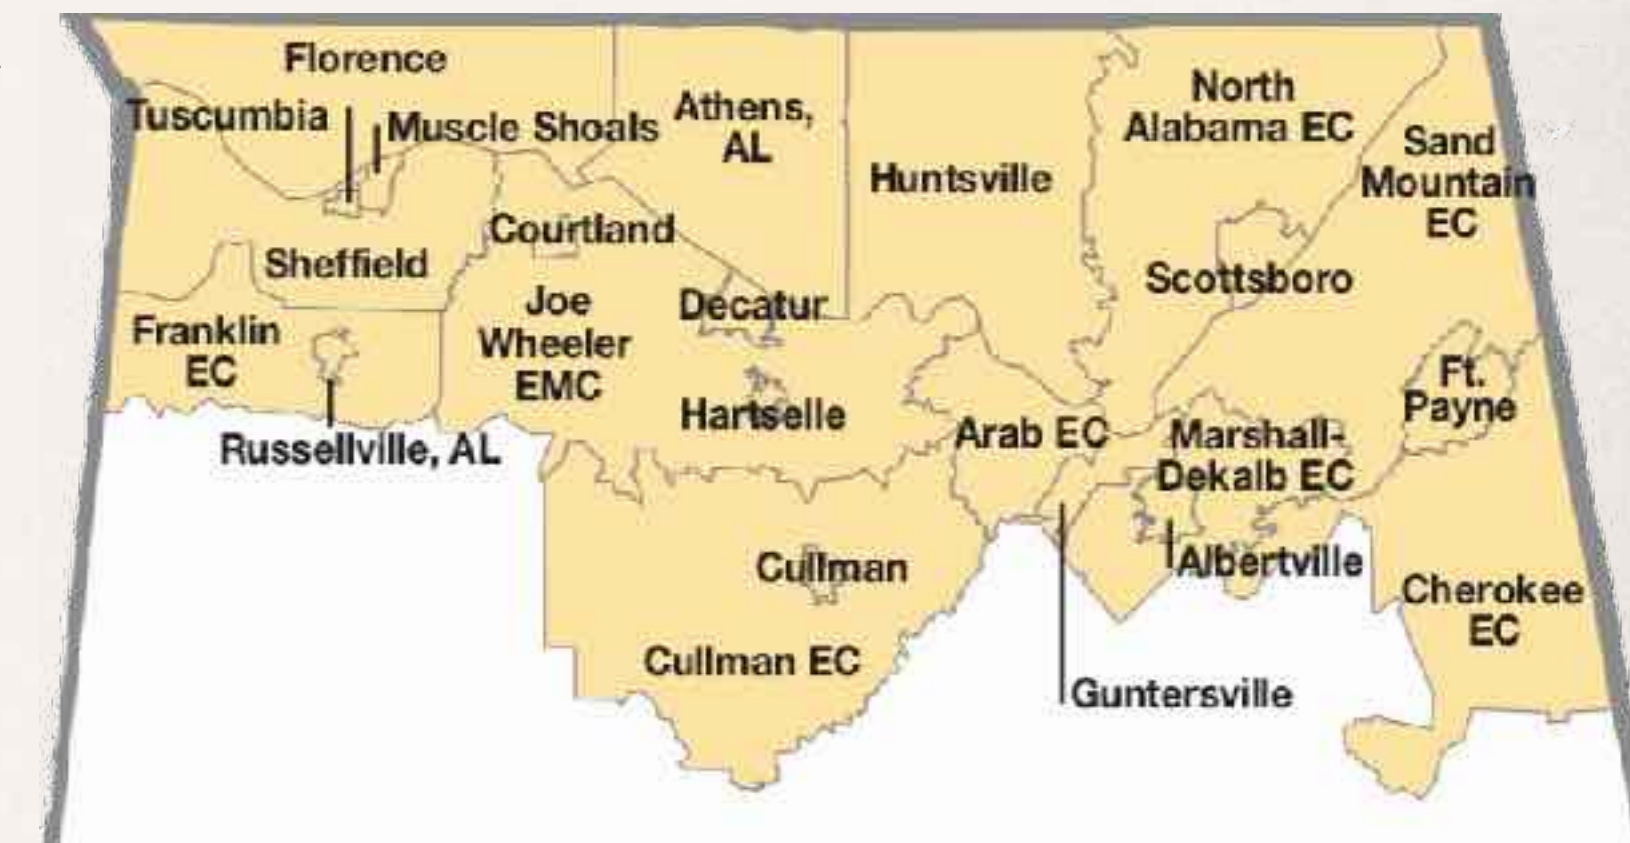 Florence
Tuscumbia
Muscle Shoals
Athens,
AL
Huntsville
North
Alabama EC
Sand
Mountain
EC
Courtland
Sheffield
Scottsboro
Joe
Wheeler
EMC
Decatur
Franklin
EC
Hartselle
Russellville, AL
Arab EC
Marshall-
Dekalb EC
Ft.
Payne
Cullman
Albertville
Cherokee
EC
Cullman EC
Guntersville